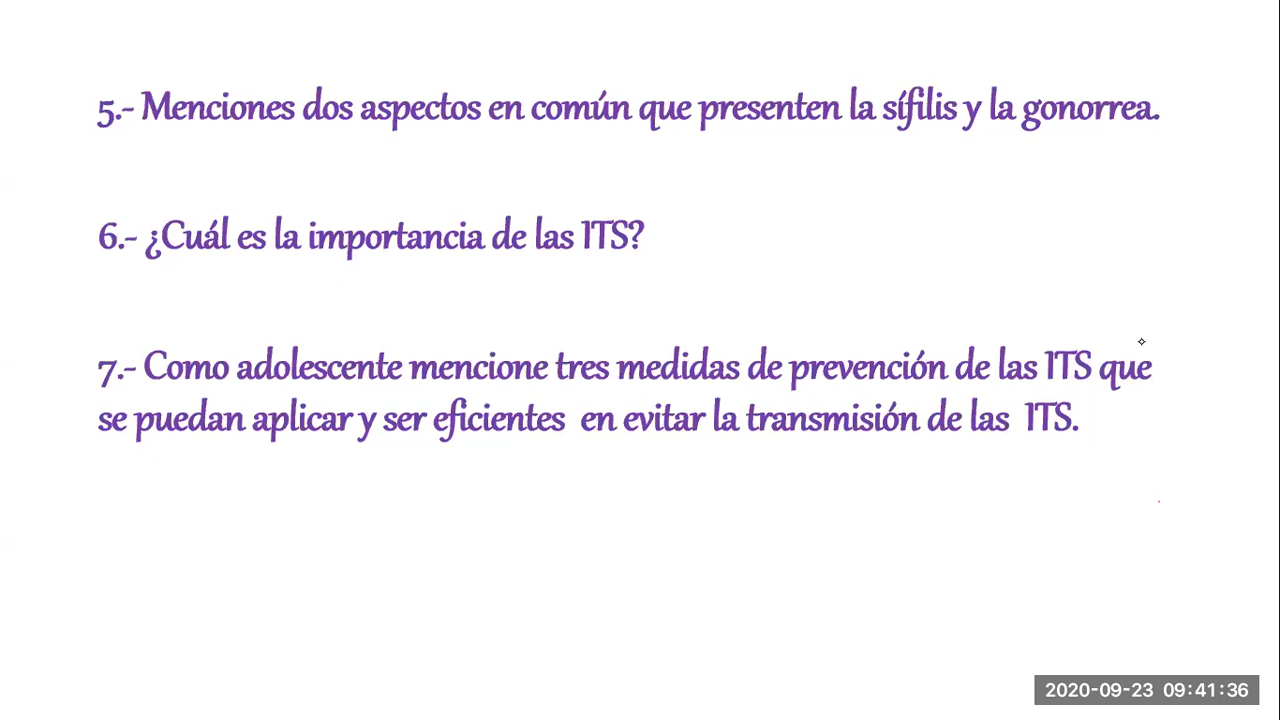 5.- Menciones dos aspectos en común que presenten la sífilis y la gonorrea.
6.- ¿Cuál es la importancia de las ITS?
7.- Como adolescente mencione tres medidas de prevención de las ITS que
se puedan aplicar y ser eficientes en evitar la transmisión de las ITS.
2020-09-23 09:41:36